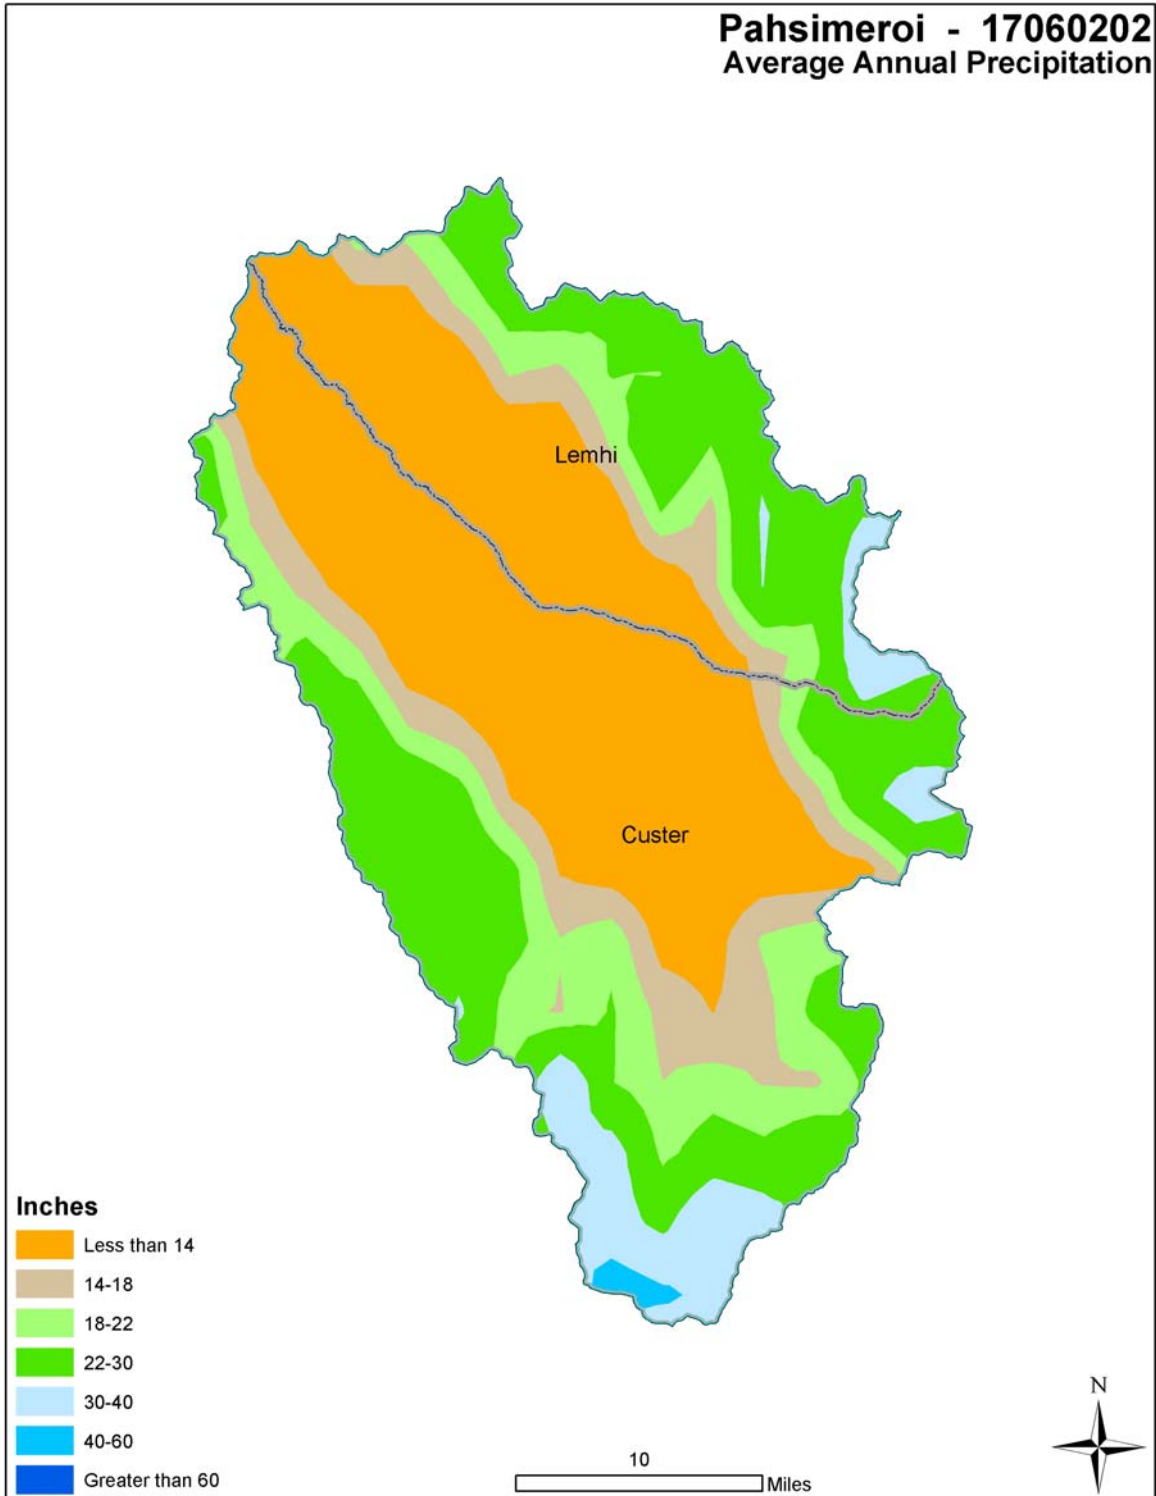 Pahsimeroi - 17060202
Average Annual Precipitation
Lemhi
Custer
Inches
Less than 14
14-18
18-22
22-30
30-40
40-60
Greater than 60
10
Miles
N